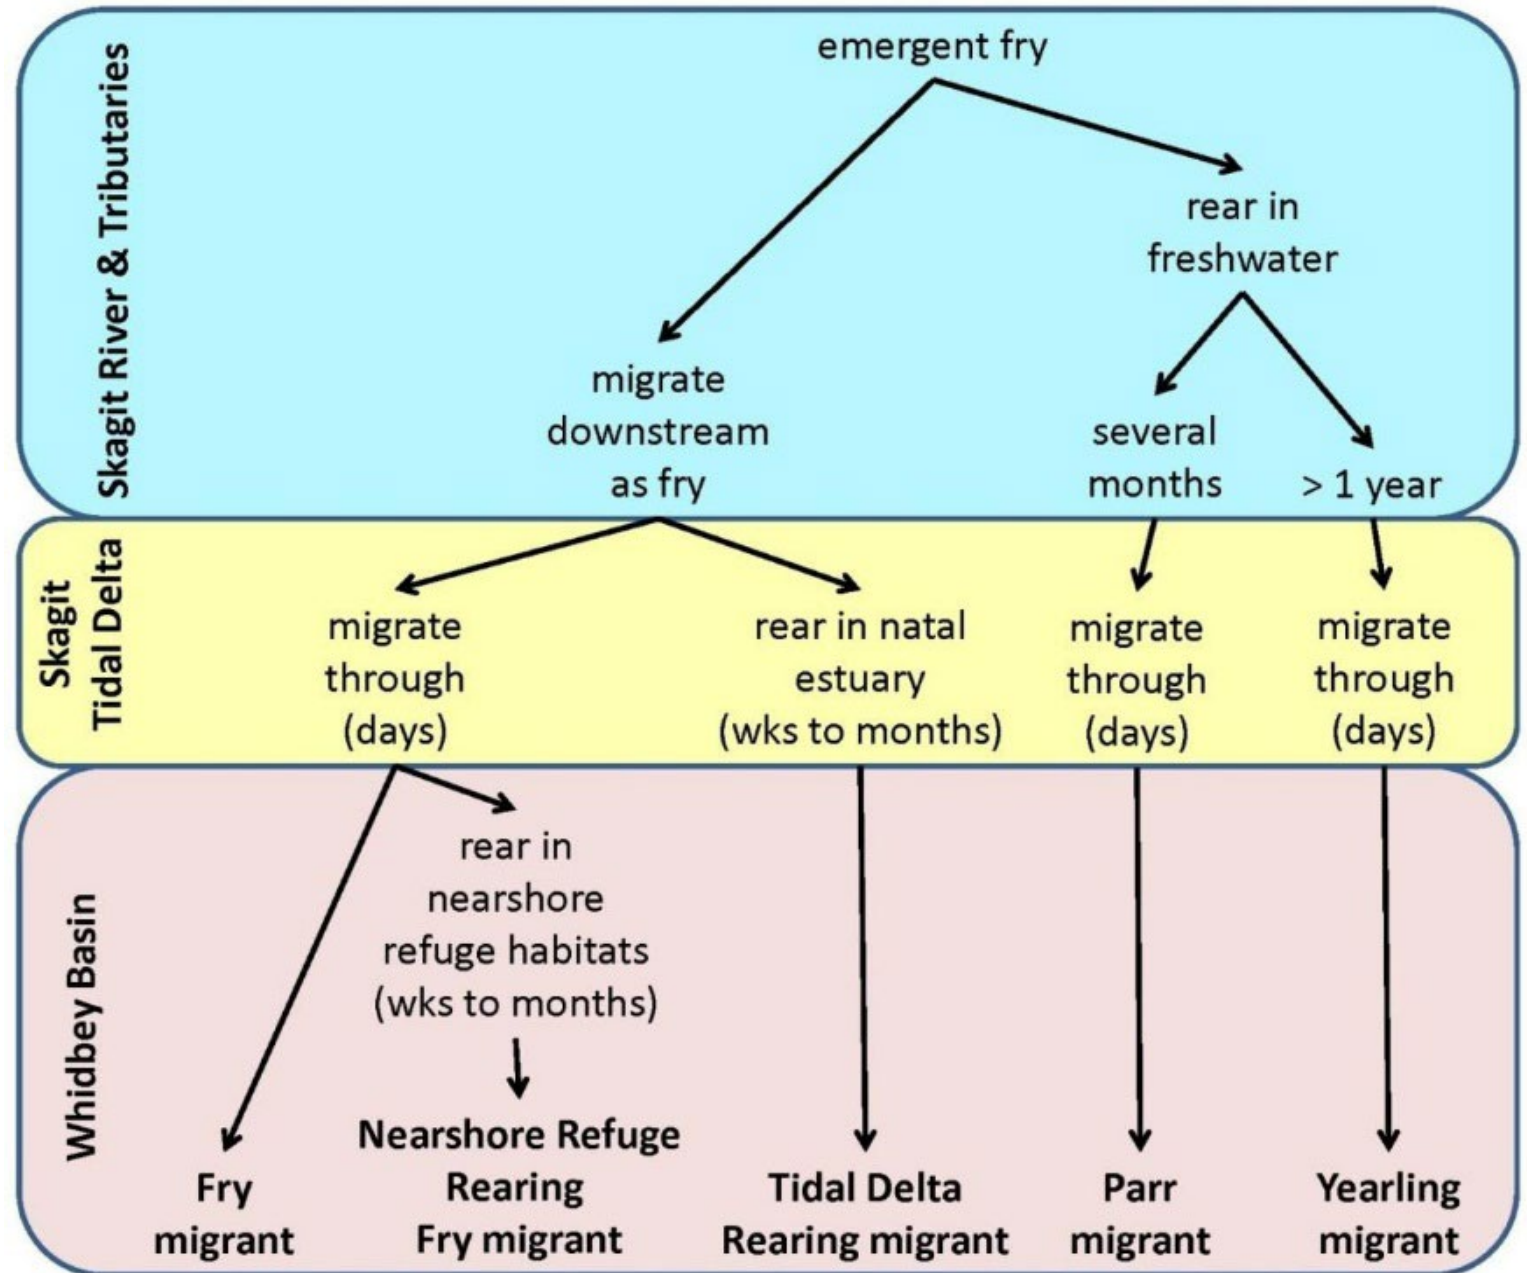 Skagit River & Tributaries
emergent fry
rear in
freshwater
migrate
downstream
as fry
several
months
> 1 year
Skagit
Tidal Delta
migrate
through
(days)
rear in natal
estuary
(wks to months)
migrate
through
(days)
migrate
through
(days)
Whidbey Basin
rear in
nearshore
refuge habitats
(wks to months)
Fry
migrant
Nearshore Refuge
Rearing
Fry migrant
Tidal Delta
Rearing migrant
Parr
migrant
Yearling
migrant